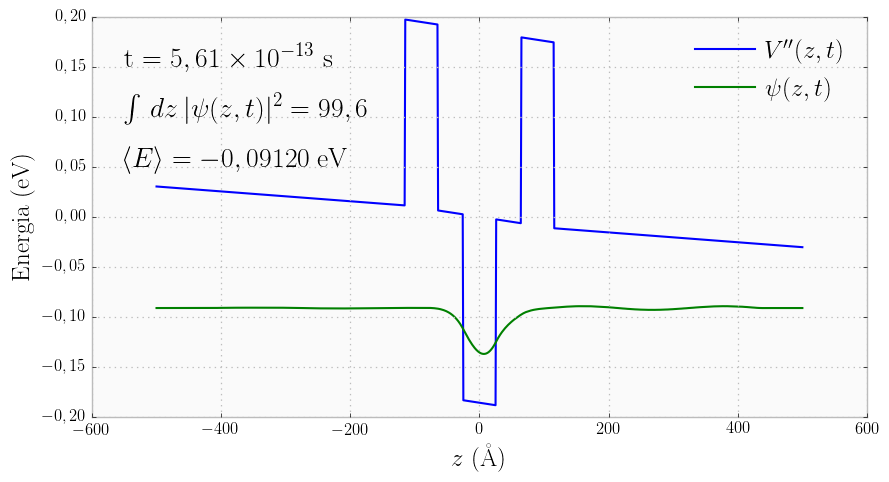 t = 5,61 × 10⁻¹³ s
∫ dz |ψ(z, t)|² = 99,6
⟨E⟩ = −0,09120 eV
V″(z, t)
ψ(z, t)
Energia (eV)
0,20
0,15
0,10
0,05
0,00
−0,05
−0,10
−0,15
−0,20
−600 −400 −200 0 200 400 600
z (Å)